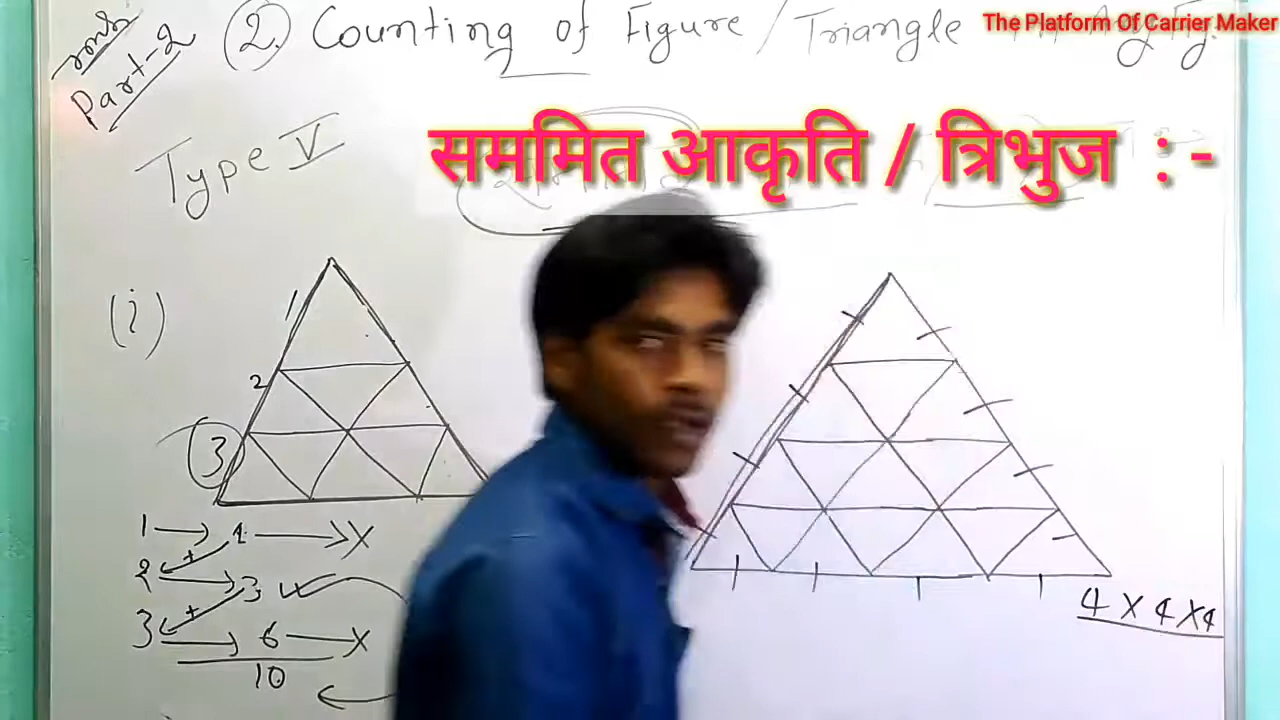 The Platform Of Carrier Maker
Part-2
(2.) Counting of Figure / Triangle
Type V
सममित आकृति / त्रिभुज : -
(i)
1
2
3
1 → 1 → X
2 → 3 ✓
3 → 6 → X
10
4 X 4 X 4